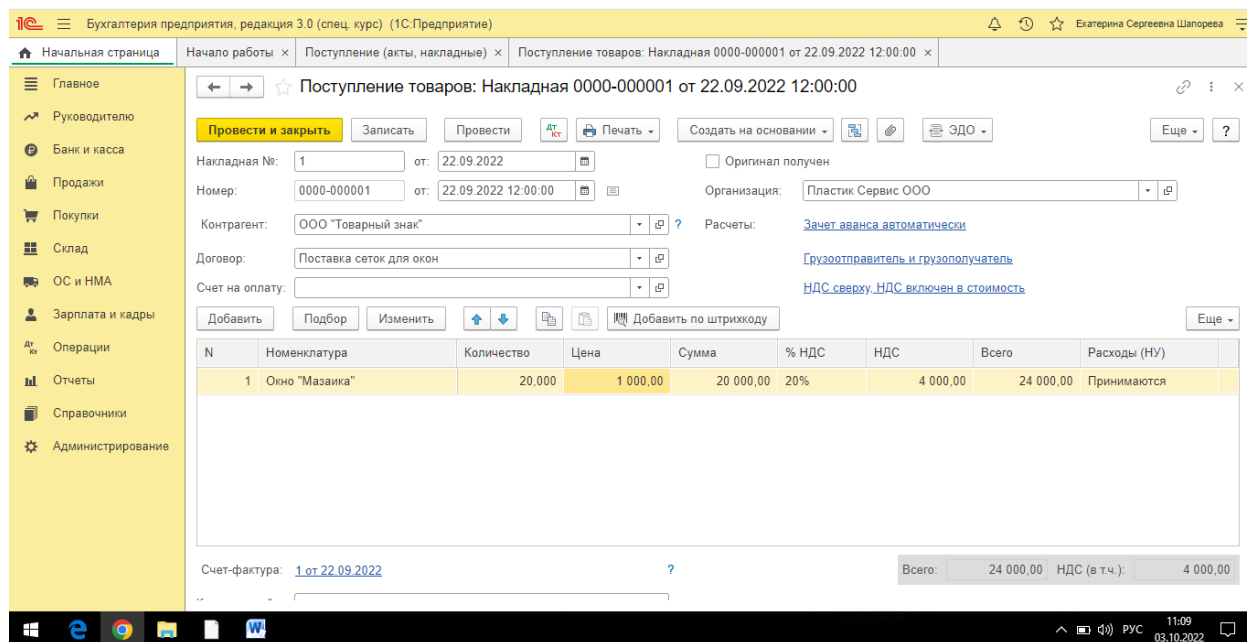 1С Бухгалтерия предприятия, редакция 3.0 (спец. курс) (1С:Предприятие) Екатерина Сергеевна Шапорева
Начальная страница Начало работы × Поступление (акты, накладные) × Поступление товаров: Накладная 0000-000001 от 22.09.2022 12:00:00 ×
Главное
Руководителю
Банк и касса
Продажи
Покупки
Склад
ОС и НМА
Зарплата и кадры
Операции
Отчеты
Справочники
Администрирование
Поступление товаров: Накладная 0000-000001 от 22.09.2022 12:00:00
Провести и закрыть Записать Провести Дт Кт Печать Создать на основании ЭДО Еще ?
Накладная №: 1 от: 22.09.2022 Оригинал получен
Номер: 0000-000001 от: 22.09.2022 12:00:00 Организация: Пластик Сервис ООО
Контрагент: ООО "Товарный знак" ? Расчеты: Зачет аванса автоматически
Договор: Поставка сеток для окон Грузоотправитель и грузополучатель
Счет на оплату: НДС сверху, НДС включен в стоимость
Добавить Подбор Изменить Добавить по штрихкоду Еще
N Номенклатура Количество Цена Сумма % НДС НДС Всего Расходы (НУ)
1 Окно "Мазаика" 20,000 1 000,00 20 000,00 20% 4 000,00 24 000,00 Принимаются
Счет-фактура: 1 от 22.09.2022 ? Всего: 24 000,00 НДС (в т.ч.): 4 000,00
РУС 11:09
03.10.2022